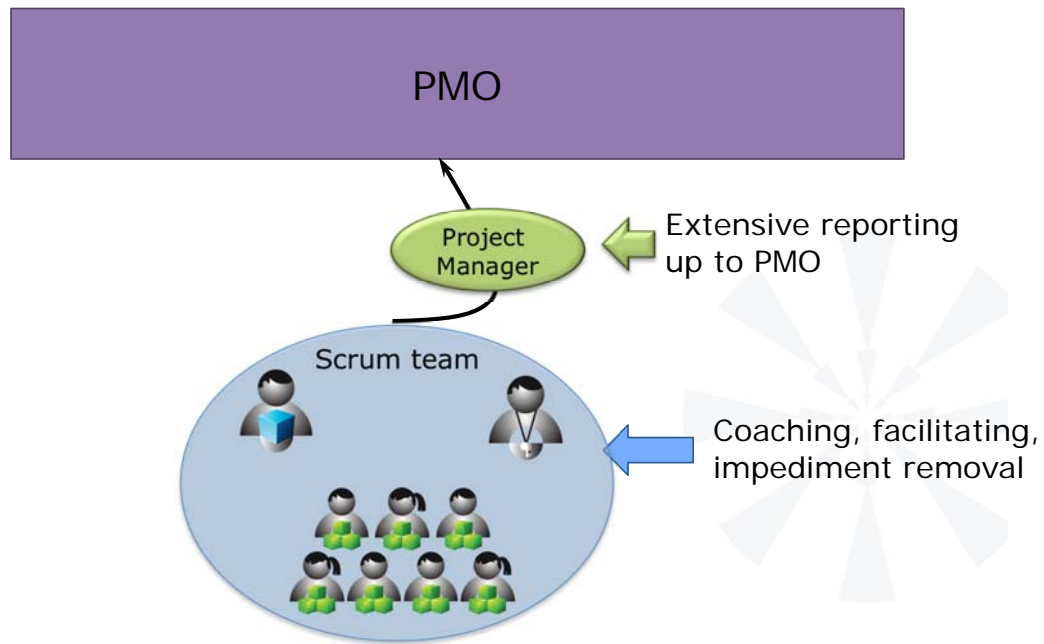 PMO
Project
Manager
Extensive reporting
up to PMO
Scrum team
Coaching, facilitating,
impediment removal